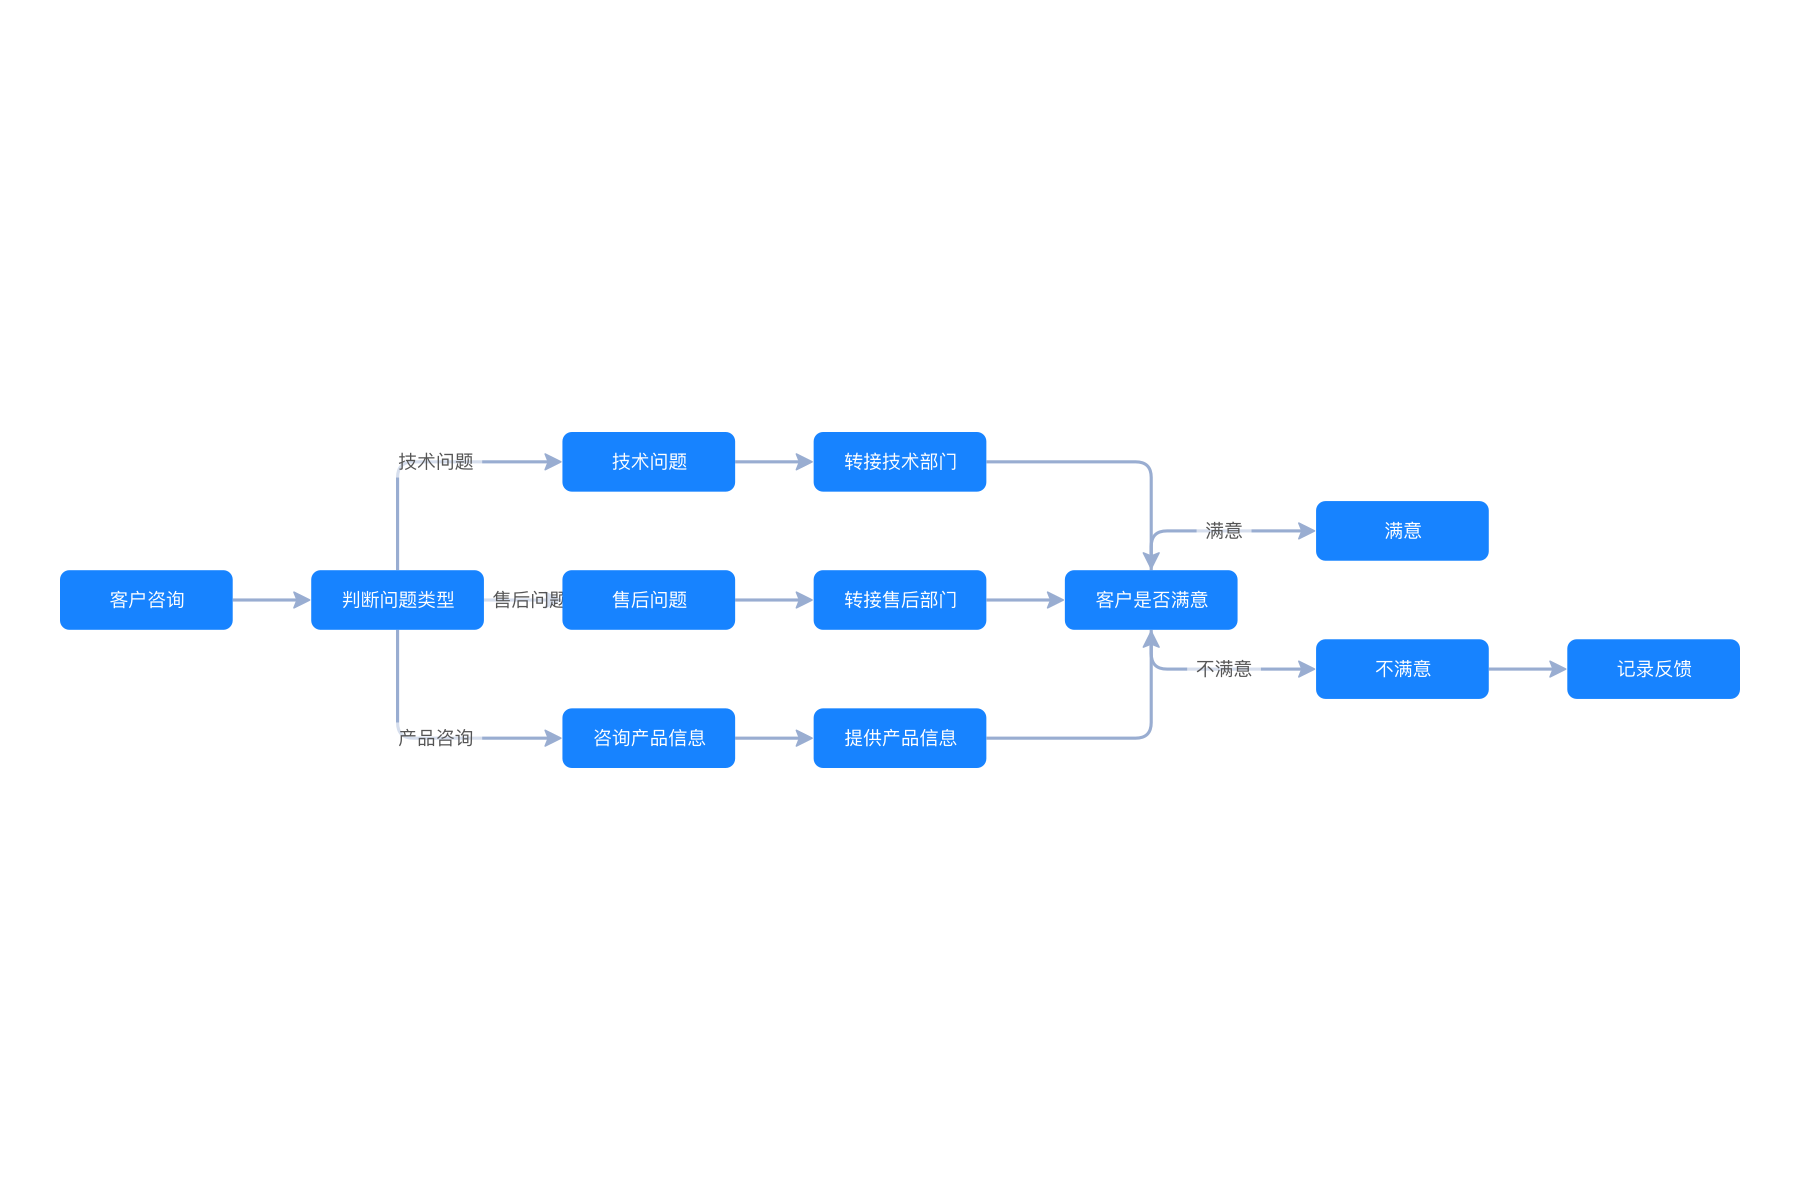 技术问题
技术问题
转接技术部门
满意
满意
客户咨询
判断问题类型
售后问题
售后问题
转接售后部门
客户是否满意
不满意
不满意
记录反馈
产品咨询
咨询产品信息
提供产品信息